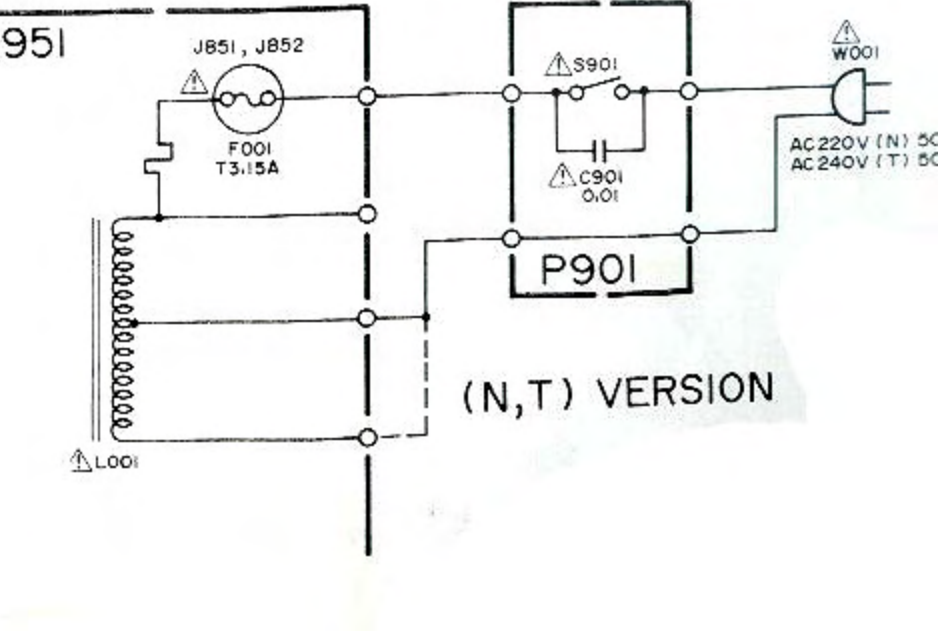 951
J851, J852
F001
T3.15A
S901
C901
0.01
W001
AC220V (N) 50
AC240V (T) 50
P901
(N,T) VERSION
L001